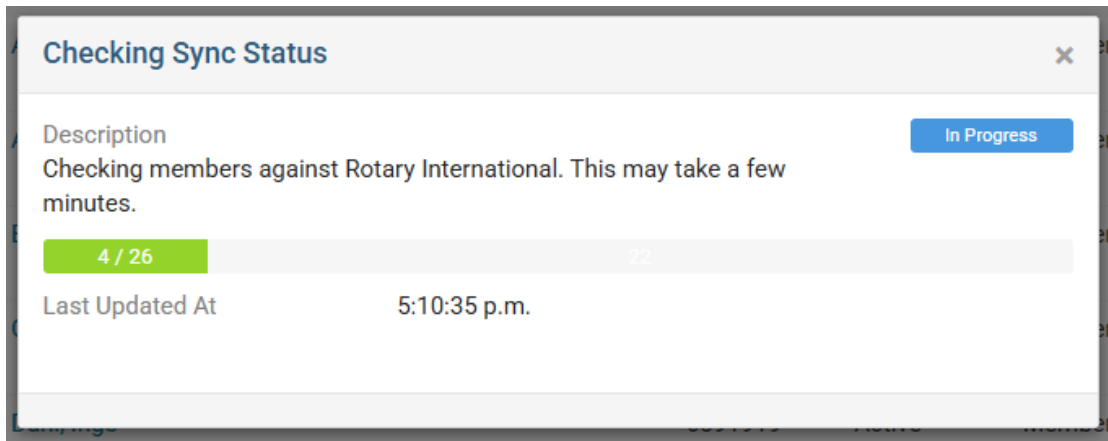 Checking Sync Status
×
Description
In Progress
Checking members against Rotary International. This may take a few
minutes.
4 / 26
22
Last Updated At
5:10:35 p.m.